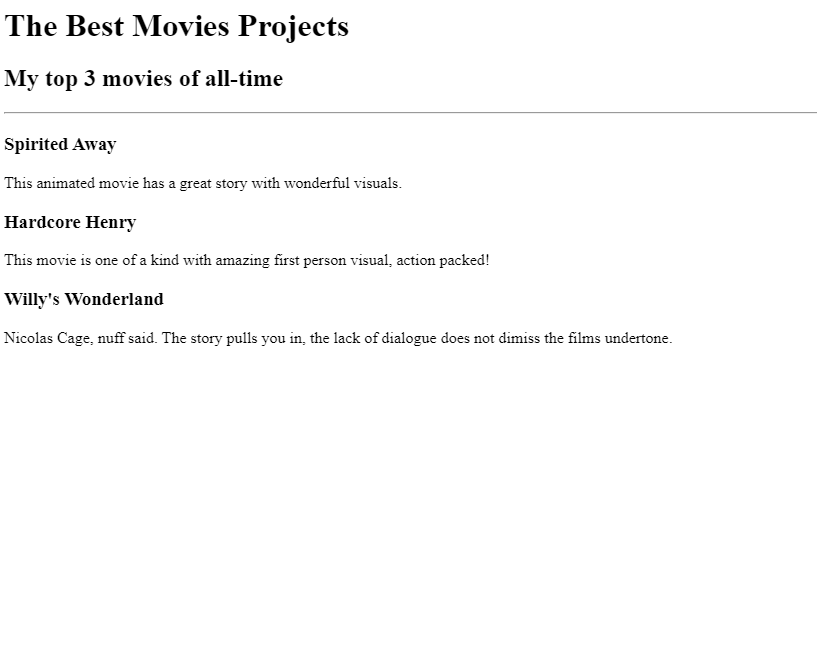 The Best Movies Projects
My top 3 movies of all-time
Spirited Away
This animated movie has a great story with wonderful visuals.
Hardcore Henry
This movie is one of a kind with amazing first person visual, action packed!
Willy's Wonderland
Nicolas Cage, nuff said. The story pulls you in, the lack of dialogue does not dimiss the films undertone.